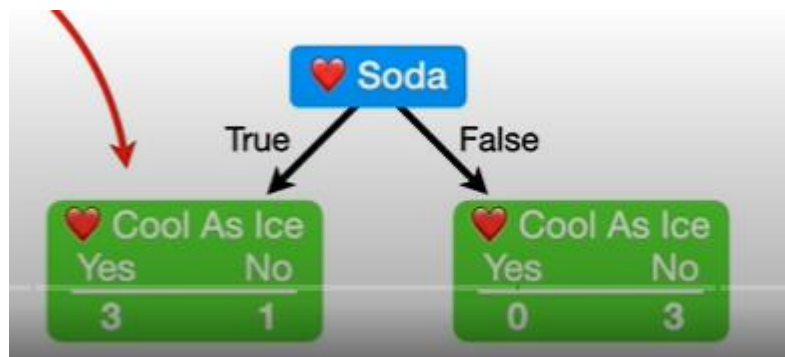 ❤️ Soda
True False
❤️ Cool As Ice ❤️ Cool As Ice
Yes No Yes No
3 1 0 3